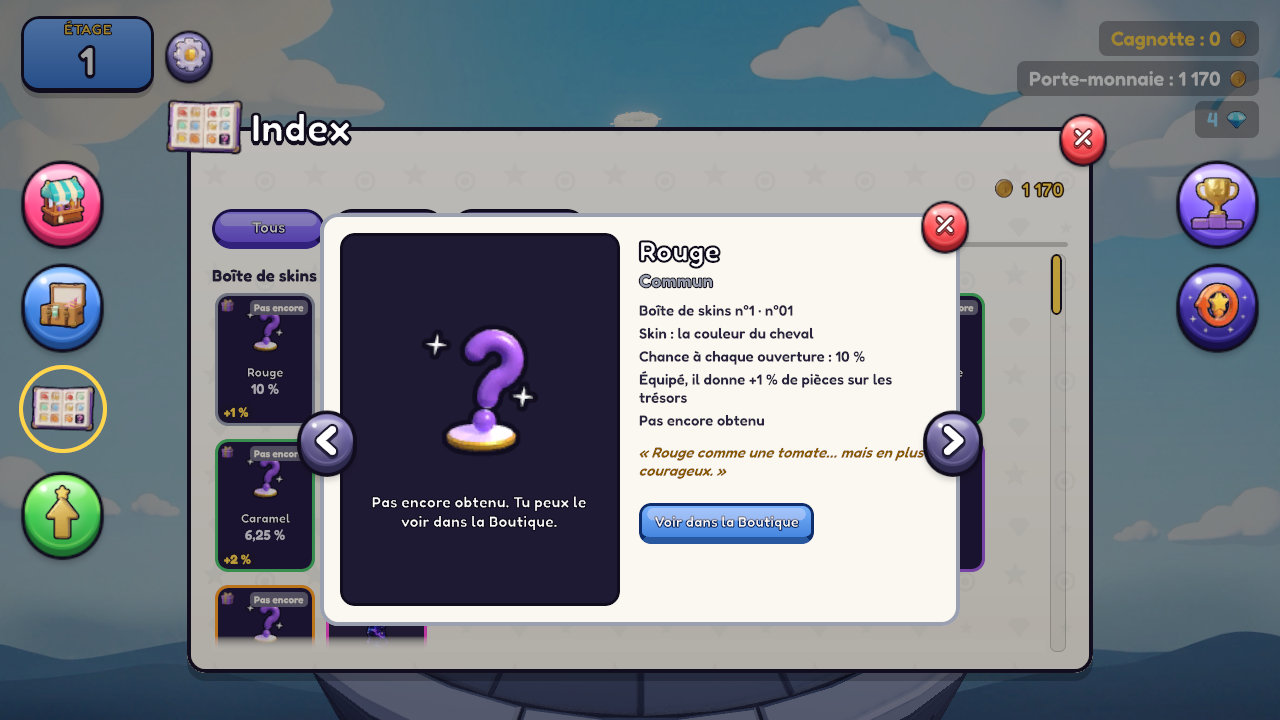 ÉTAGE
1
Cagnotte : 0
Porte-monnaie : 1 170
4
Index
1 170
Tous
Boîte de skins
Pas encore
Rouge
10 %
+1 %
Pas encor
Caramel
6,25 %
+2 %
Pas encore
Rouge
Commun
Boîte de skins n°1 · n°01
Skin : la couleur du cheval
Chance à chaque ouverture : 10 %
Équipé, il donne +1 % de pièces sur les
trésors
Pas encore obtenu
« Rouge comme une tomate... mais en plus
courageux. »
Voir dans la Boutique
Pas encore obtenu. Tu peux le
voir dans la Boutique.